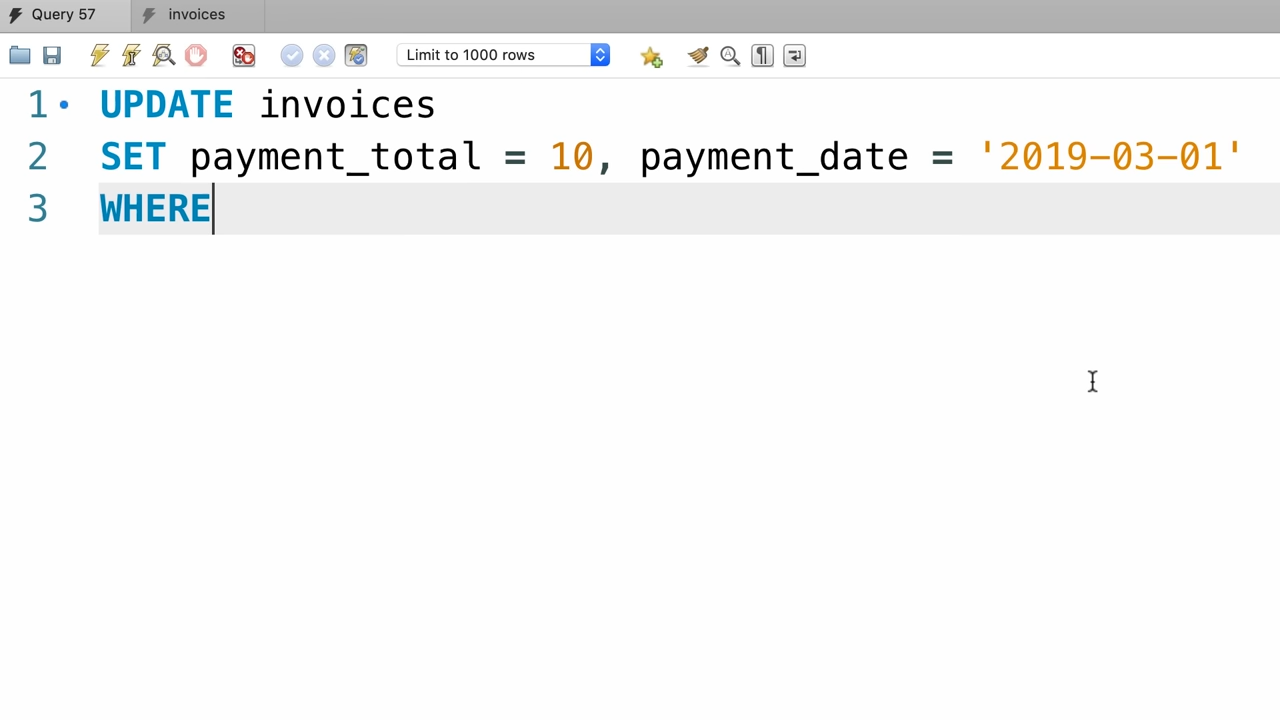 Query 57
invoices
Limit to 1000 rows
1 UPDATE invoices
2 SET payment_total = 10, payment_date = '2019-03-01'
3 WHERE